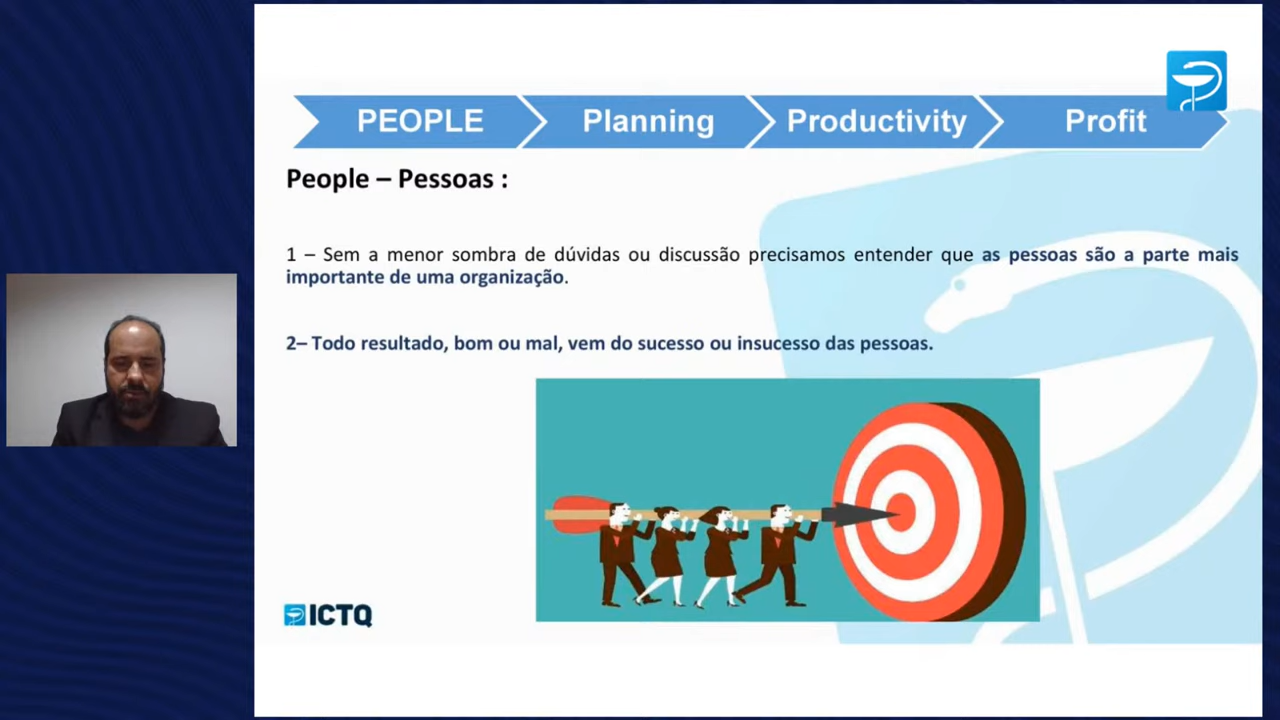 PEOPLE Planning Productivity Profit
People – Pessoas :
1 – Sem a menor sombra de dúvidas ou discussão precisamos entender que as pessoas são a parte mais
importante de uma organização.
2– Todo resultado, bom ou mal, vem do sucesso ou insucesso das pessoas.
ICTQ